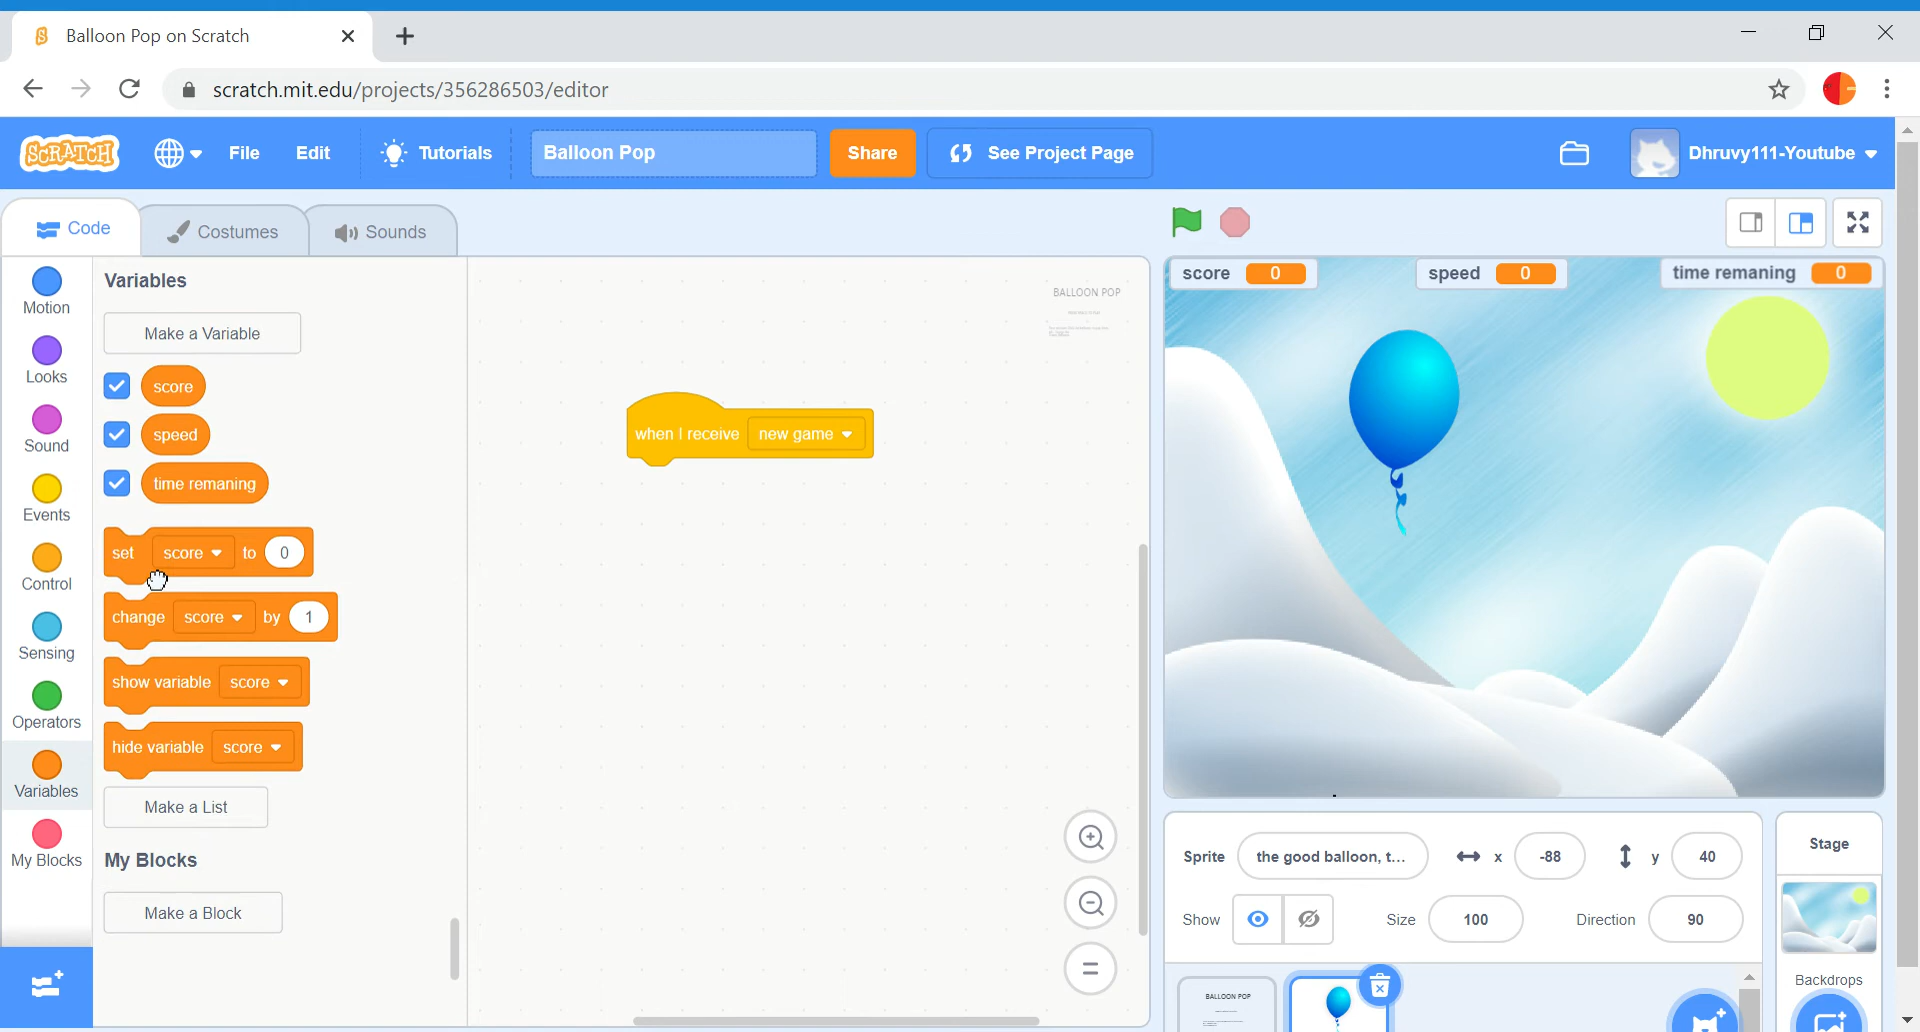 Balloon Pop on Scratch
scratch.mit.edu/projects/356286503/editor
SCRATCH
File
Edit
Tutorials
Balloon Pop
Share
See Project Page
Dhruvy111-Youtube
Code
Costumes
Sounds
Motion
Looks
Sound
Events
Control
Sensing
Operators
Variables
My Blocks
Variables
Make a Variable
score
speed
time remaning
set score to 0
change score by 1
show variable score
hide variable score
Make a List
My Blocks
Make a Block
when I receive new game
BALLOON POP
score 0
speed 0
time remaning 0
Sprite the good balloon, t... x -88 y 40
Show Size 100 Direction 90
BALLOON POP
Stage
Backdrops